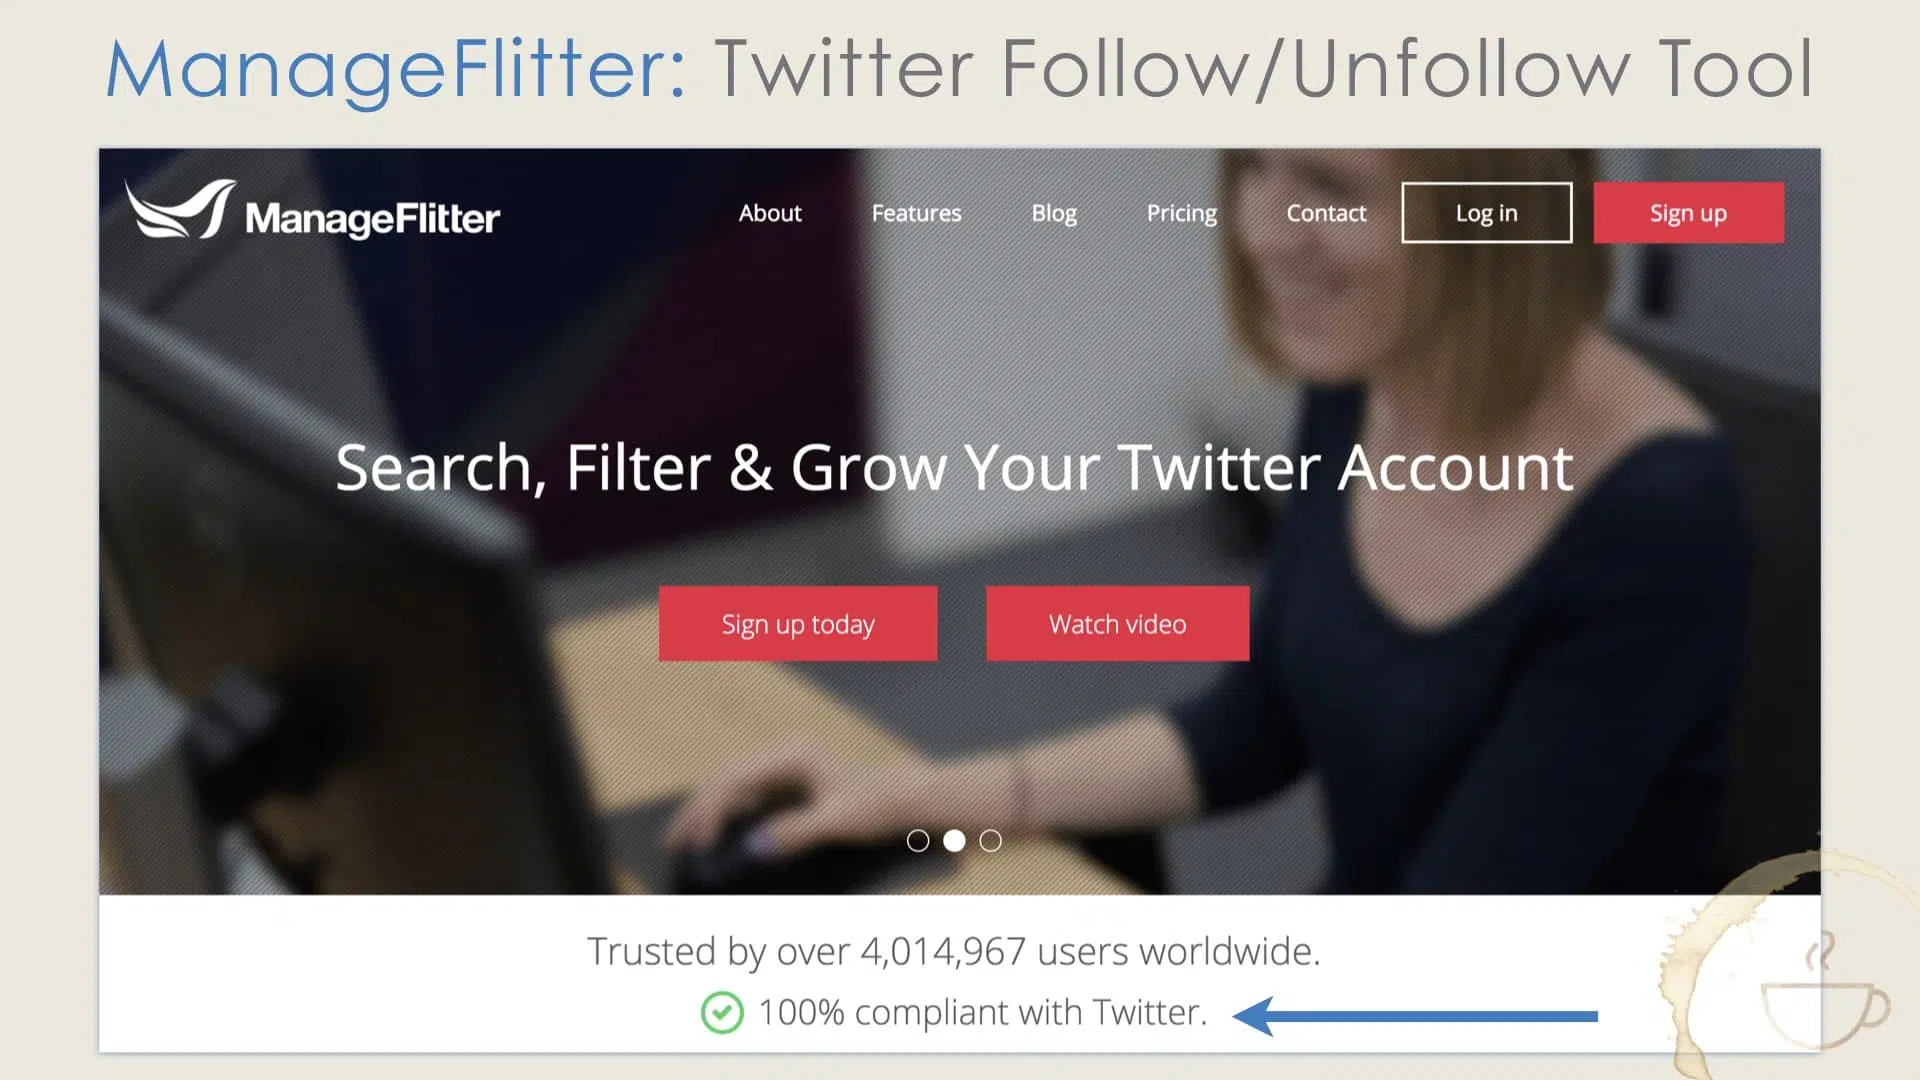 ManageFlitter: Twitter Follow/Unfollow Tool
ManageFlitter
About Features Blog Pricing Contact Log in Sign up
Search, Filter & Grow Your Twitter Account
Sign up today Watch video
Trusted by over 4,014,967 users worldwide.
100% compliant with Twitter.